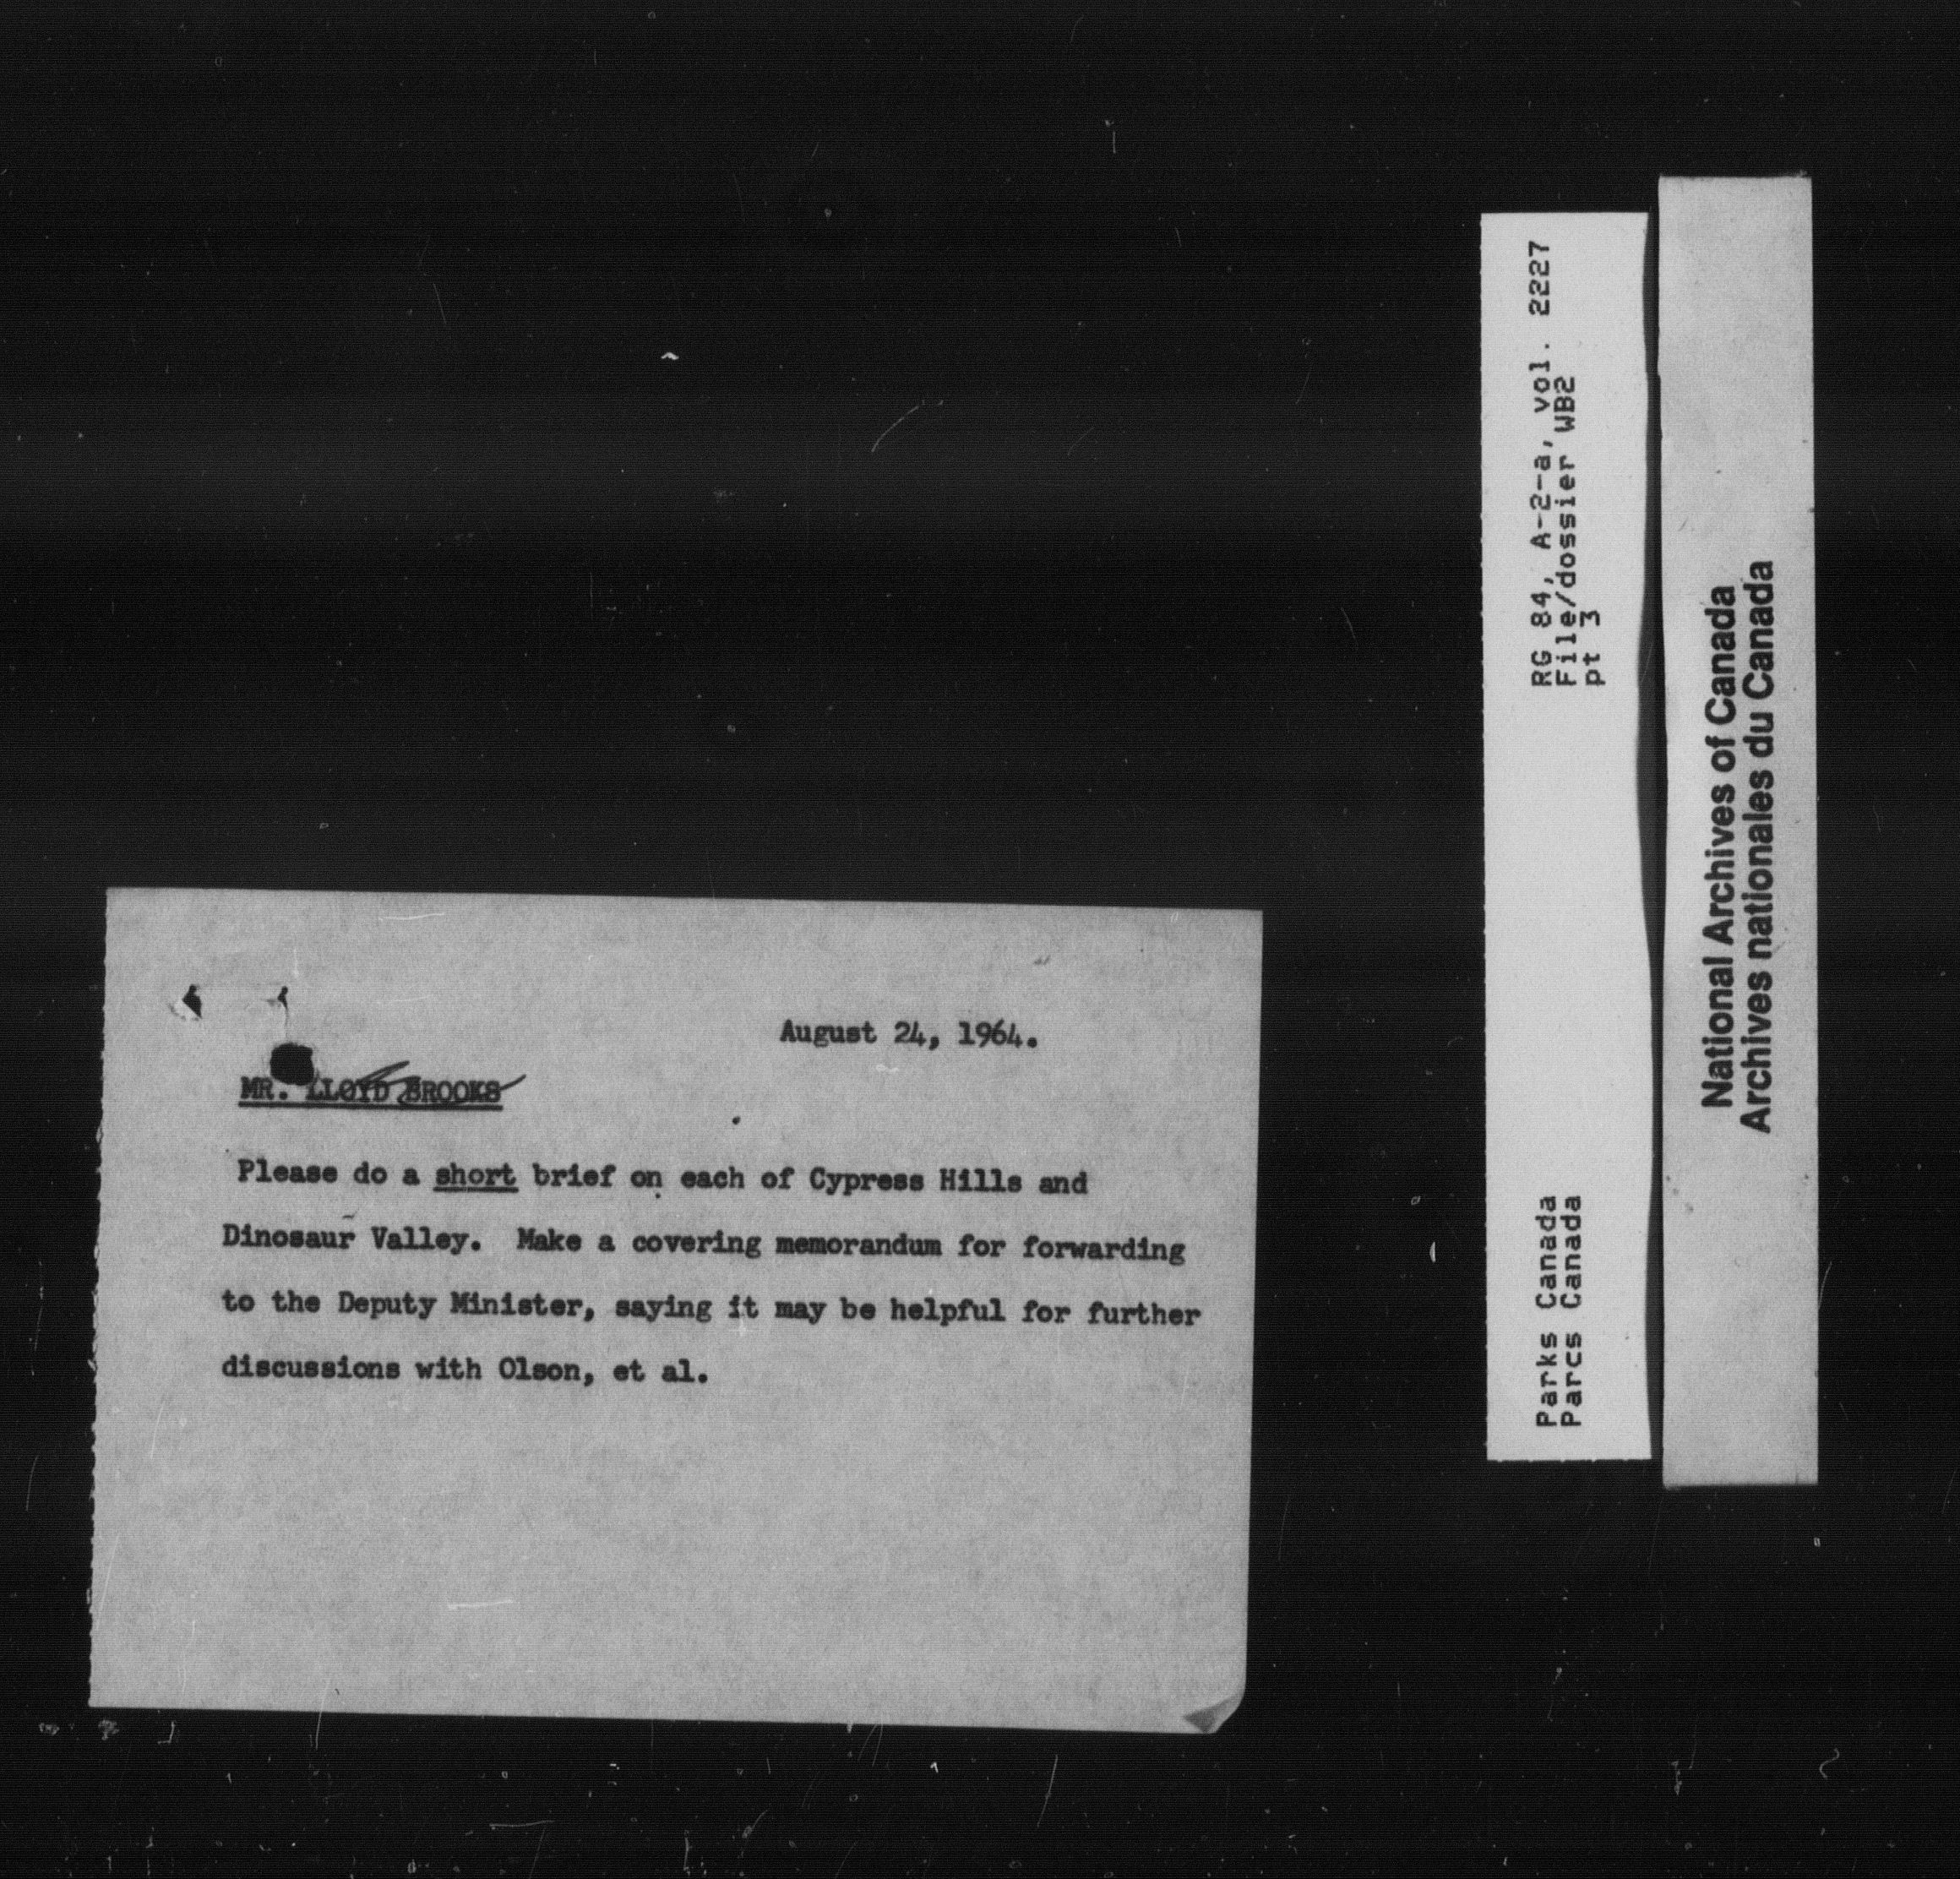 August 24, 1964.
MR. LLOYD BROOKS
Please do a short brief on each of Cypress Hills and
Dinosaur Valley. Make a covering memorandum for forwarding
to the Deputy Minister, saying it may be helpful for further
discussions with Olson, et al.
RG 84, A-2-a, vol. 2227
File/dossier WB2
pt 3
Parks Canada
Parcs Canada
National Archives of Canada
Archives nationales du Canada